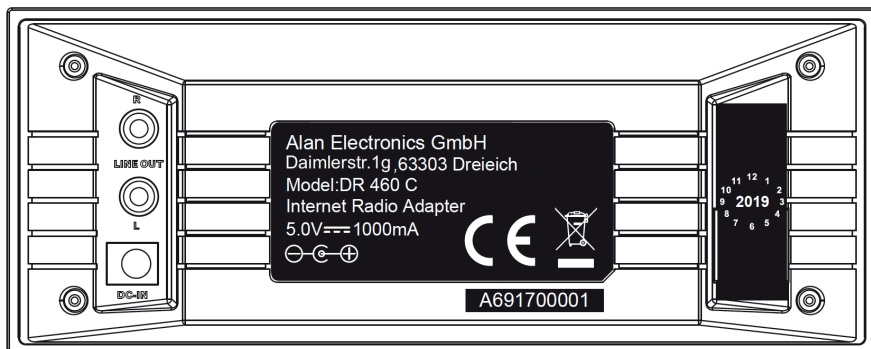 R
LINE OUT
L
DC-IN
Alan Electronics GmbH
Daimlerstr.1g,63303 Dreieich
Model:DR 460 C
Internet Radio Adapter
5.0V⎓1000mA
CE
A691700001
12
11 1
10 2
9 2019 3
8 4
7 5
6